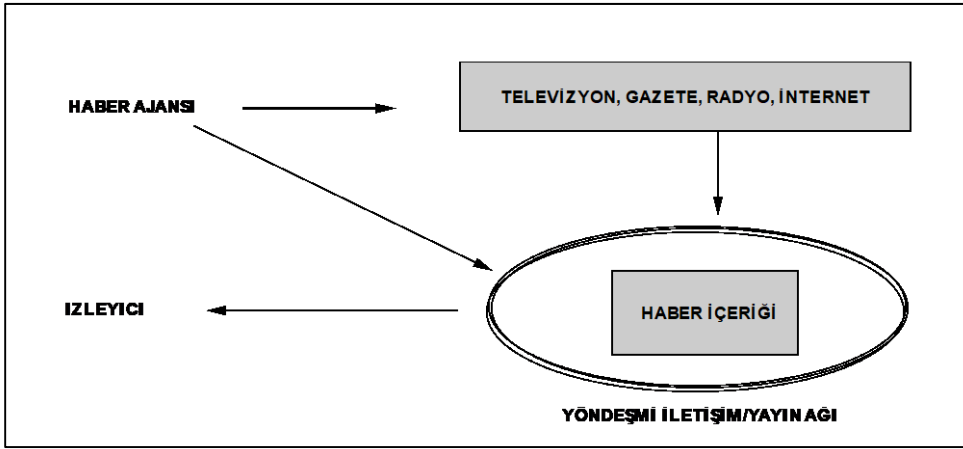 HABER AJANSI
TELEVİZYON, GAZETE, RADYO, İNTERNET
IZLEYICI
HABER İÇERİĞİ
YÖNDEŞMİ İLETİŞİM/YAYIN AĞI